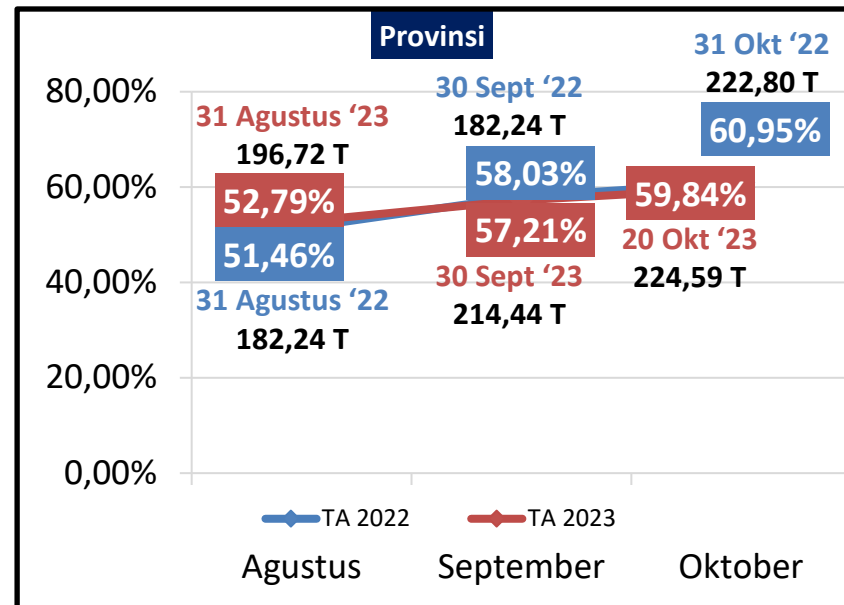 Provinsi
31 Okt ‘22
222,80 T
60,95%
30 Sept ‘22
182,24 T
58,03%
31 Agustus ‘23
196,72 T
52,79%
51,46%
31 Agustus ‘22
182,24 T
57,21%
30 Sept ‘23
214,44 T
59,84%
20 Okt ‘23
224,59 T
80,00%
60,00%
40,00%
20,00%
0,00%
TA 2022 TA 2023
Agustus September Oktober